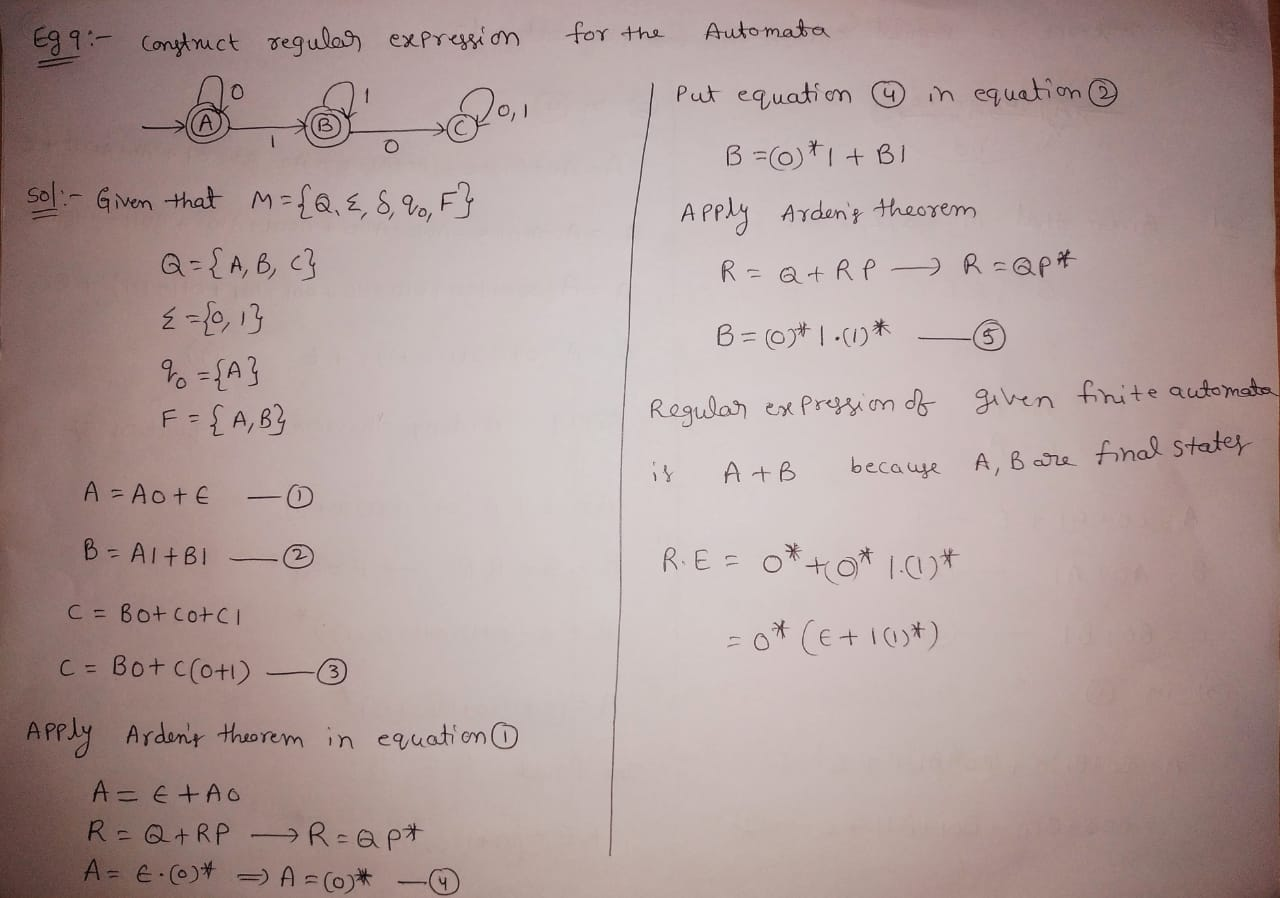 Eg 9:- Construct regular expression for the Automata
0 1 0,1
A B C
1 0
Sol:- Given that M={Q, Σ, δ, q₀, F}
Q={A, B, C}
Σ={0, 1}
q₀={A}
F={A,B}
A = A0+ϵ —①
B = A1+B1 —②
C = B0+C0+C1
C = B0+C(0+1) —③
Apply Arden's theorem in equation ①
A = ϵ+A0
R = Q+RP → R=QP*
A = ϵ.(0)* ⇒ A=(0)* —④
Put equation ④ in equation ②
B =(0)*1+B1
Apply Arden's theorem
R = Q+RP → R=QP*
B=(0)*1.(1)* —⑤
Regular expression of given finite automata
is A+B because A, B are final states
R.E = 0*+(0* 1.(1)*
= 0* (ϵ+1(1)*)